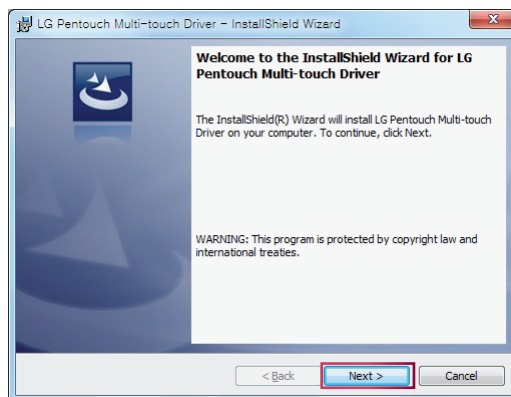 LG Pentouch Multi-touch Driver - InstallShield Wizard
Welcome to the InstallShield Wizard for LG
Pentouch Multi-touch Driver
The InstallShield(R) Wizard will install LG Pentouch Multi-touch
Driver on your computer. To continue, click Next.
WARNING: This program is protected by copyright law and
international treaties.
< Back
Next >
Cancel